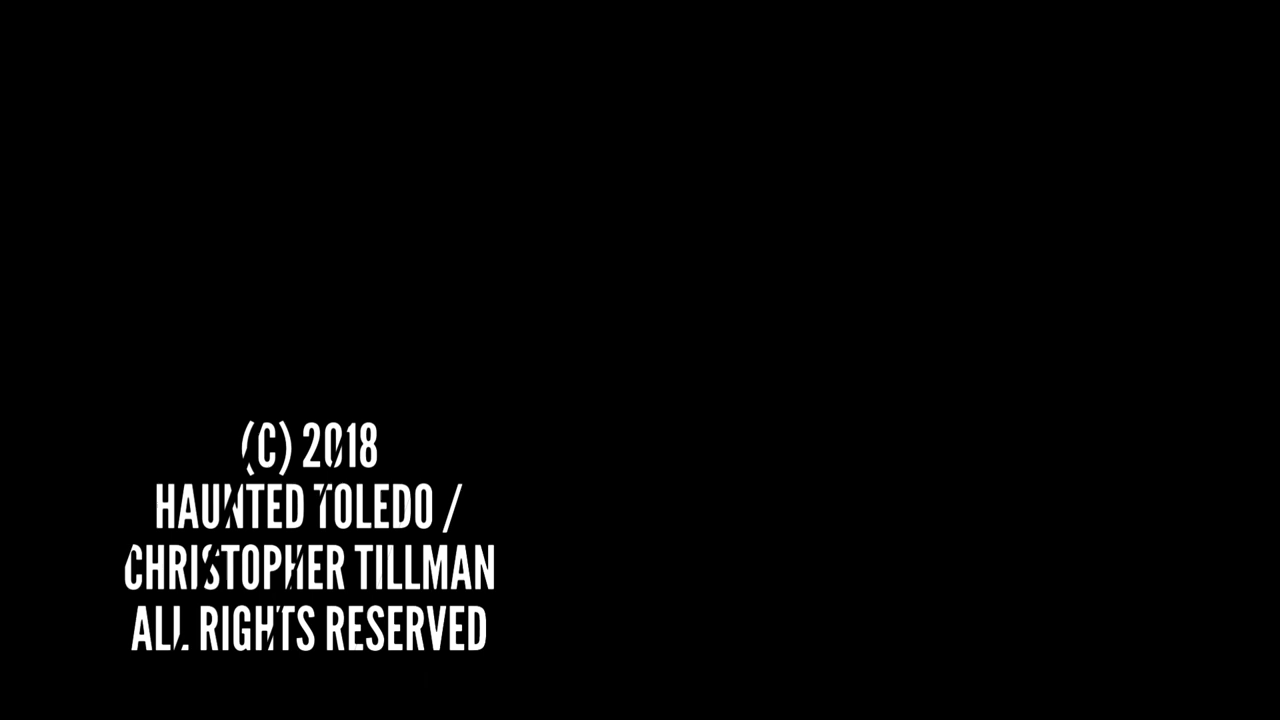 (C) 2018
HAUNTED TOLEDO /
CHRISTOPHER TILLMAN
ALL RIGHTS RESERVED